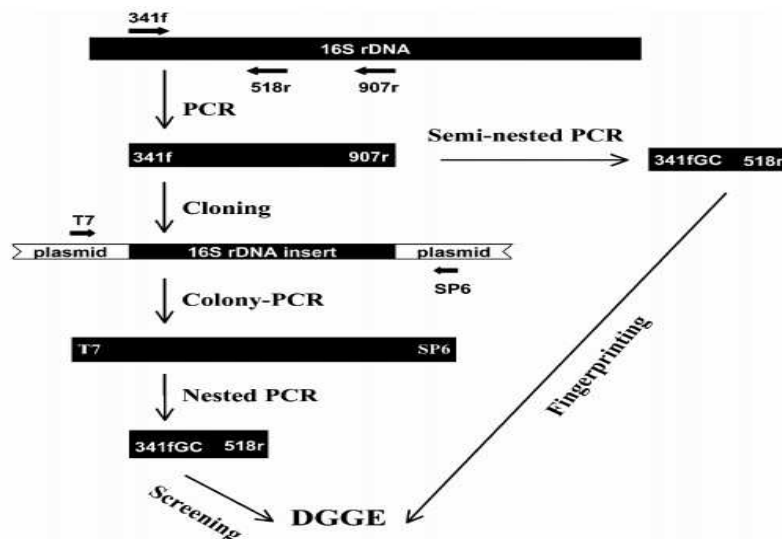 341f
16S rDNA
518r
907r
PCR
Semi-nested PCR
341f 907r
341fGC 518r
Cloning
T7
plasmid 16S rDNA insert plasmid
SP6
Colony-PCR
T7 SP6
Fingerprinting
Nested PCR
341fGC 518r
Screening
DGGE